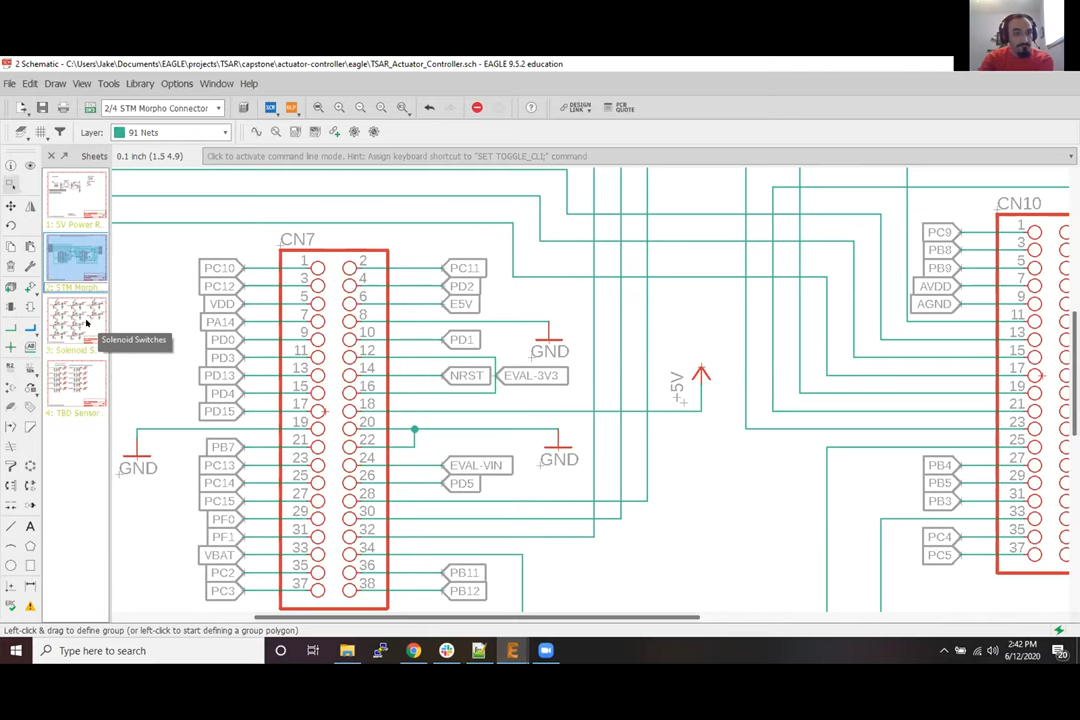 2 Schematic - C:\Users\Jake\Documents\EAGLE\projects\TSAR\capstone\actuator-controller\eagle\TSAR_Actuator_Controller.sch - EAGLE 9.5.2 education
File Edit Draw View Tools Library Options Window Help
2/4 STM Morpho Connector
SCR ULP
DESIGN LINK
PCB QUOTE
Layer: 91 Nets
Sheets
0.1 inch (1.5 4.9)
Click to activate command line mode. Hint: Assign keyboard shortcut to "SET TOGGLE_CLI;" command
1: 5V Power R...
2: STM Morph...
3: Solenoid S...
Solenoid Switches
4: TBD Sensor...
CN7
PC10 1 2 PC11
PC12 3 4 PD2
VDD 5 6 E5V
PA14 7 8
PD0 9 10 PD1
GND
PD3 11 12
PD13 13 14 NRST EVAL-3V3
PD4 15 16
PD15 17 18
+5V
19 20
GND
PB7 21 22
GND
PC13 23 24 EVAL-VIN
PC14 25 26 PD5
PC15 27 28
PF0 29 30
PF1 31 32
VBAT 33 34
PC2 35 36 PB11
PC3 37 38 PB12
CN10
PC9 1
PB8 3
PB9 5
AVDD 7
AGND 9
11
13
15
17
19
21
23
25
PB4 27
PB5 29
PB3 31
33
PC4 35
PC5 37
Left-click & drag to define group (or left-click to start defining a group polygon)
Type here to search
2:42 PM
6/12/2020
20